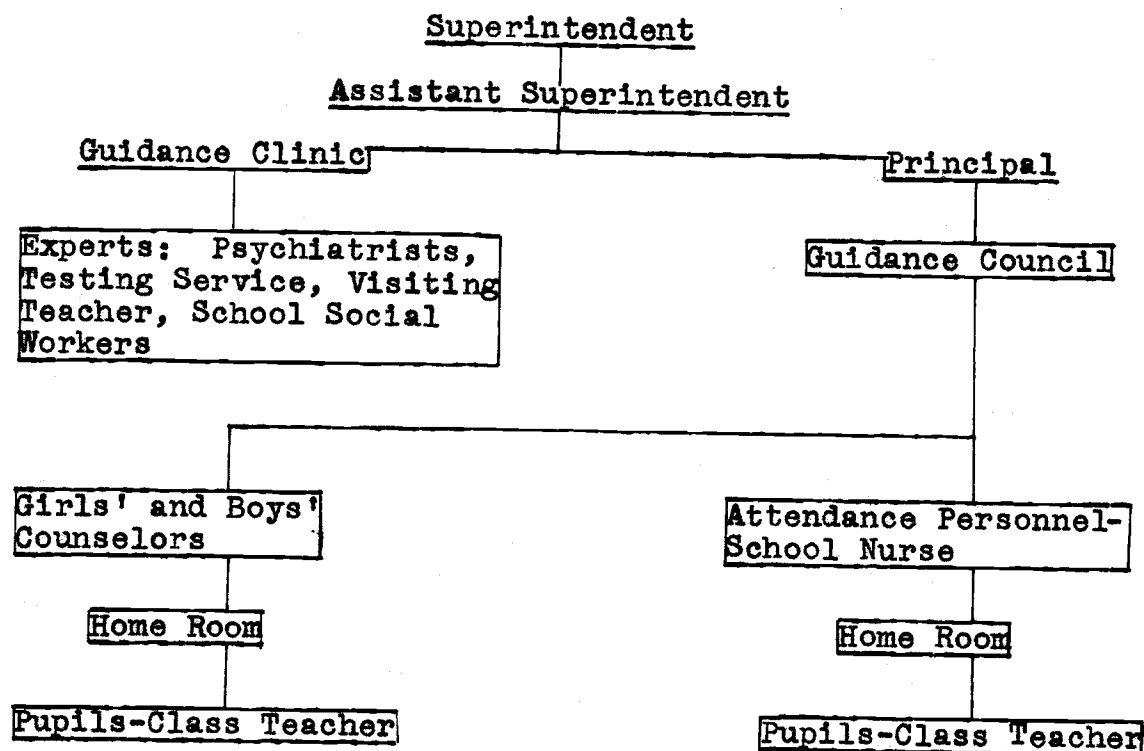 Superintendent
Assistant Superintendent
Guidance Clinic
Principal
Experts: Psychiatrists,
Testing Service, Visiting
Teacher, School Social
Workers
Guidance Council
Girls' and Boys'
Counselors
Attendance Personnel-
School Nurse
Home Room
Home Room
Pupils-Class Teacher
Pupils-Class Teacher